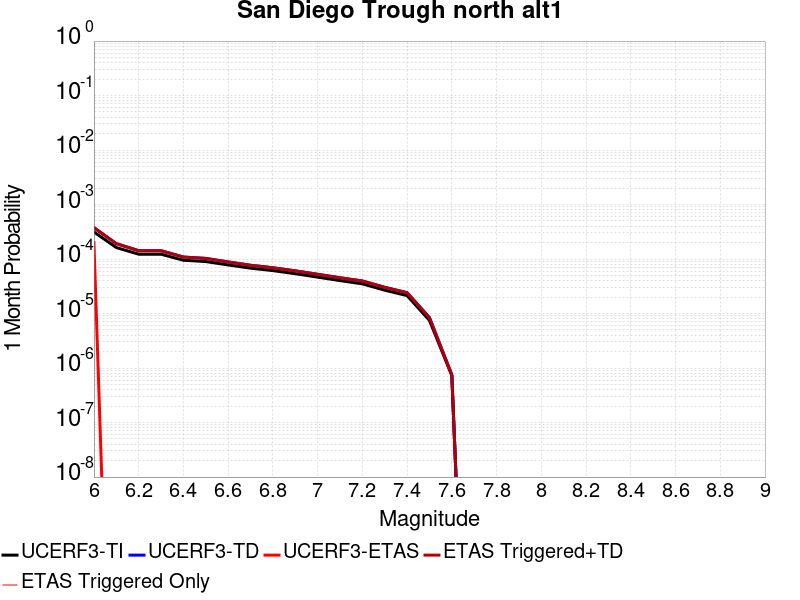 San Diego Trough north alt1
10^0
10^-1
10^-2
10^-3
10^-4
10^-5
10^-6
10^-7
10^-8
1 Month Probability
6 6.2 6.4 6.6 6.8 7 7.2 7.4 7.6 7.8 8 8.2 8.4 8.6 8.8 9
Magnitude
UCERF3-TI UCERF3-TD UCERF3-ETAS ETAS Triggered+TD
ETAS Triggered Only